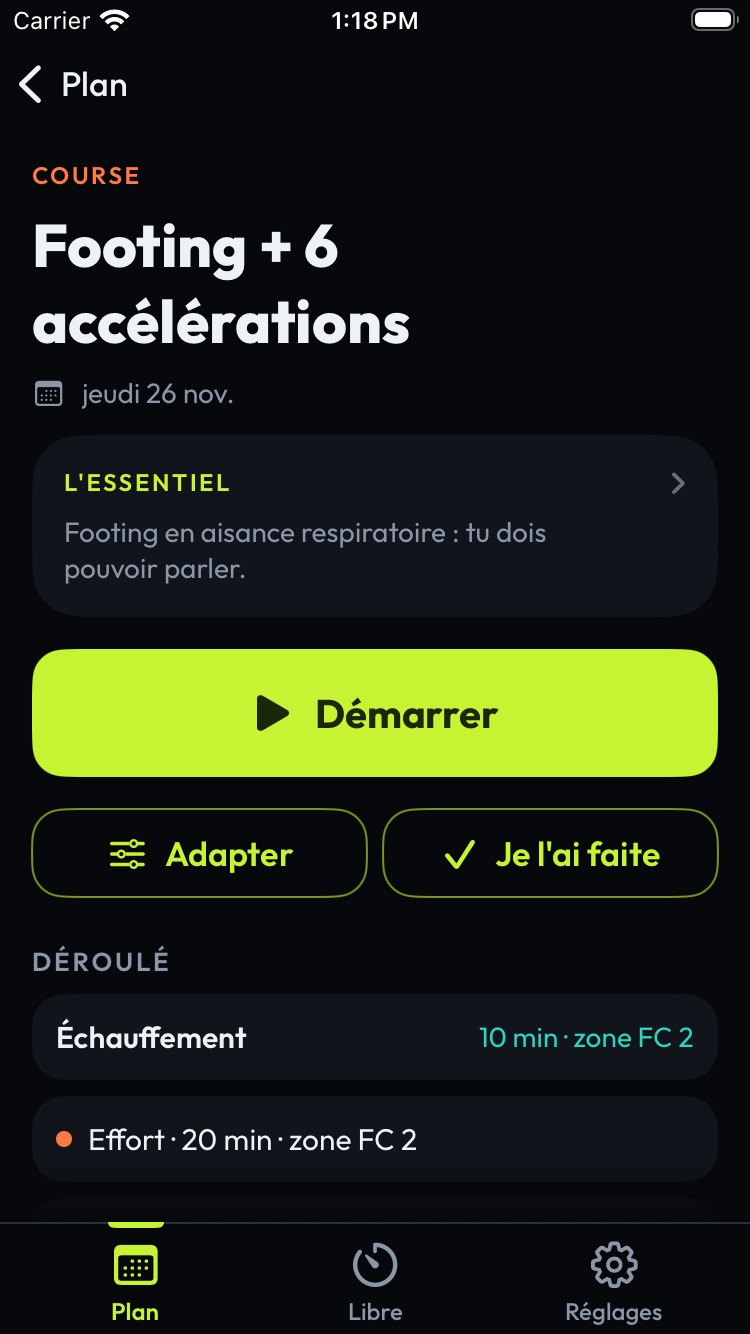 Carrier 1:18 PM
Plan
COURSE
Footing + 6
accélérations
jeudi 26 nov.
L'ESSENTIEL
Footing en aisance respiratoire : tu dois
pouvoir parler.
Démarrer
Adapter
Je l'ai faite
DÉROULÉ
Échauffement 10 min · zone FC 2
Effort · 20 min · zone FC 2
Plan Libre Réglages